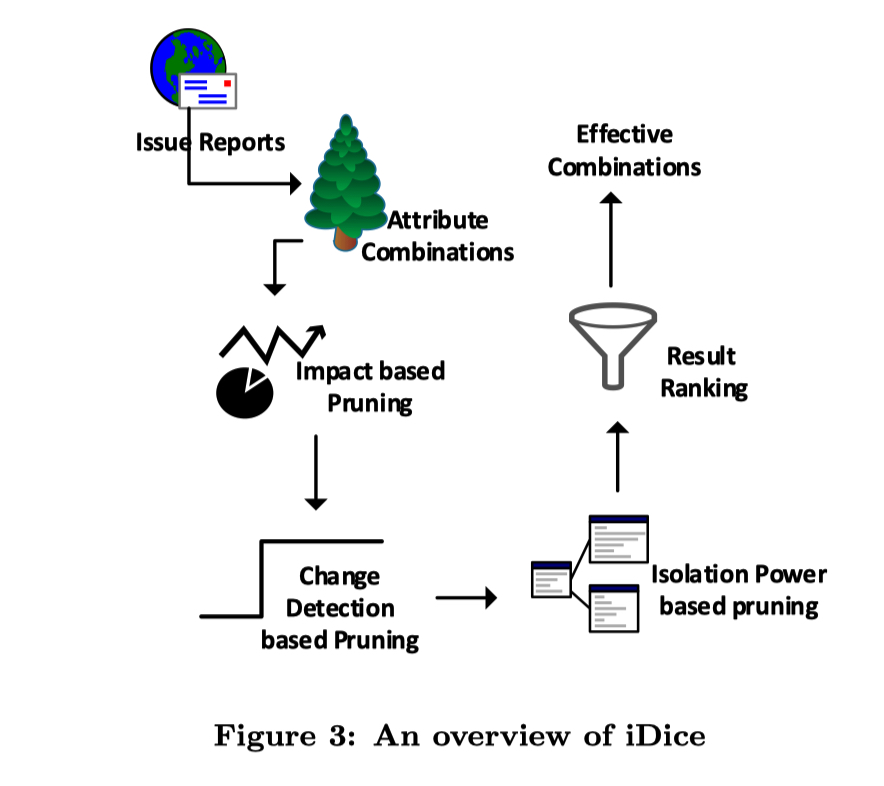 Issue Reports
Attribute
Combinations
Impact based
Pruning
Change
Detection
based Pruning
Isolation Power
based pruning
Result
Ranking
Effective
Combinations
Figure 3: An overview of iDice